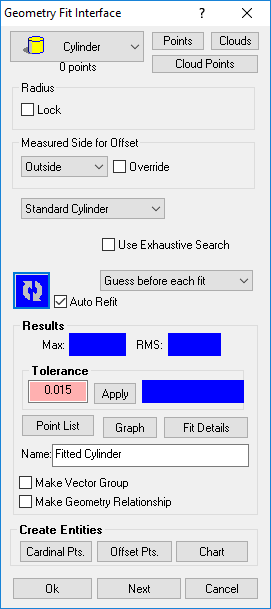 Geometry Fit Interface ? ×
Cylinder
Points Clouds
0 points
Cloud Points
Radius
Lock
Measured Side for Offset
Outside Override
Standard Cylinder
Use Exhaustive Search
Guess before each fit
Auto Refit
Results
Max: RMS:
Tolerance
0.015 Apply
Point List Graph Fit Details
Name: Fitted Cylinder
Make Vector Group
Make Geometry Relationship
Create Entities
Cardinal Pts. Offset Pts. Chart
Ok Next Cancel